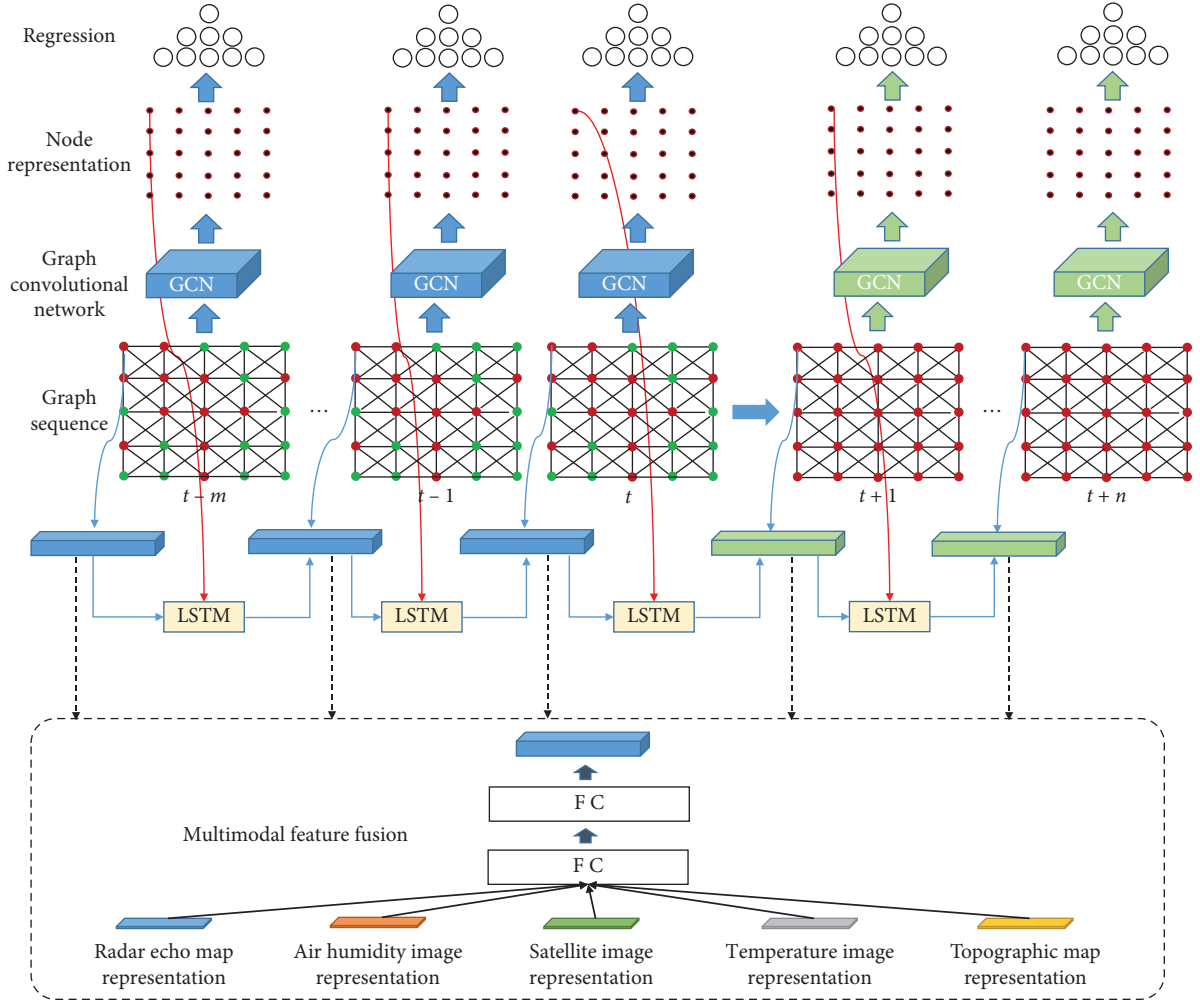 Regression
Node
representation
Graph
convolutional
network
GCN
GCN
GCN
GCN
GCN
Graph
sequence
...
...
t – m
t – 1
t
t + 1
t + n
LSTM
LSTM
LSTM
LSTM
F C
Multimodal feature fusion
F C
Radar echo map
representation
Air humidity image
representation
Satellite image
representation
Temperature image
representation
Topographic map
representation